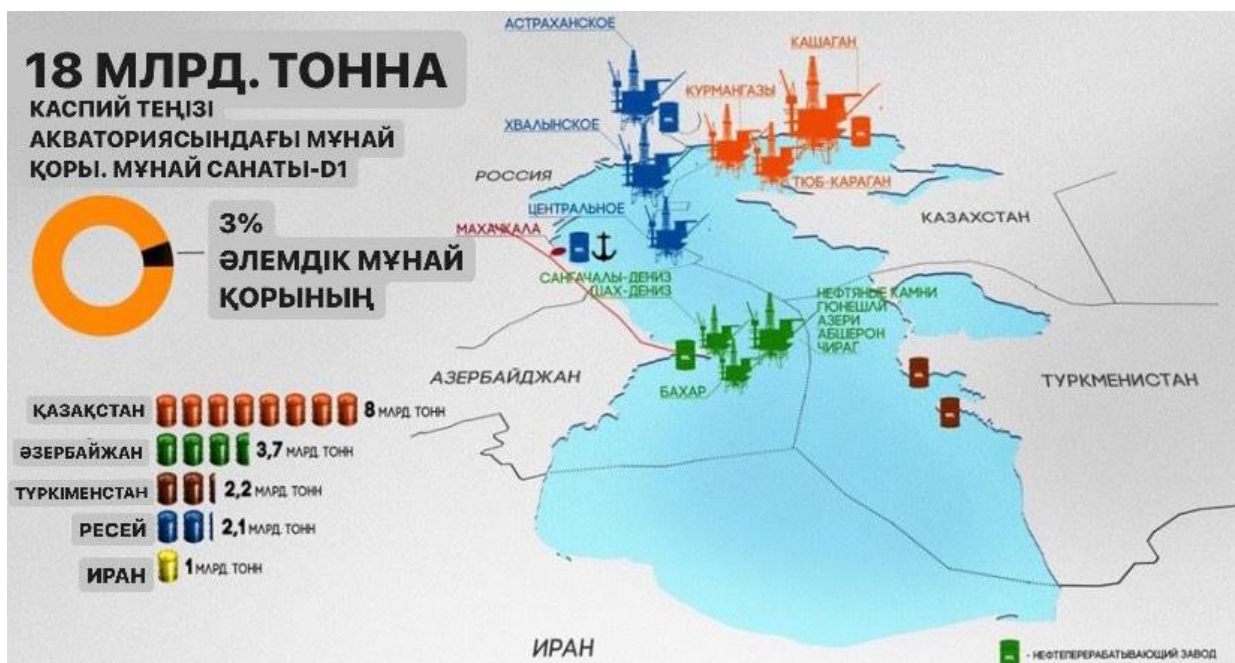 18 МЛРД. ТОННА
КАСПИЙ ТЕҢІЗІ
АКВАТОРИЯСЫНДАҒЫ МҰНАЙ
ҚОРЫ. МҰНАЙ САНАТЫ-D1
3%
ӘЛЕМДІК МҰНАЙ
ҚОРЫНЫҢ
ҚАЗАҚСТАН 8 МЛРД. ТОНН
ӘЗЕРБАЙЖАН 3,7 МЛРД. ТОНН
ТҮРКІМЕНСТАН 2,2 МЛРД. ТОНН
РЕСЕЙ 2,1 МЛРД. ТОНН
ИРАН 1 МЛРД. ТОНН
АСТРАХАНСКОЕ
КАШАГАН
КУРМАНГАЗЫ
ХВАЛЫНСКОЕ
ТЮБ-КАРАГАН
РОССИЯ
ЦЕНТРАЛЬНОЕ
КАЗАХСТАН
МАХАЧКАЛА
САНГАЧАЛЫ-ДЕНИЗ
ШАХ-ДЕНИЗ
НЕФТЯНЫЕ КАМНИ
ГЮНЕШЛИ
АЗЕРИ
АБШЕРОН
ЧИРАГ
АЗЕРБАЙДЖАН
БАХАР
ТУРКМЕНИСТАН
ИРАН
- НЕФТЕПЕРЕРАБАТЫВАЮЩИЙ ЗАВОД